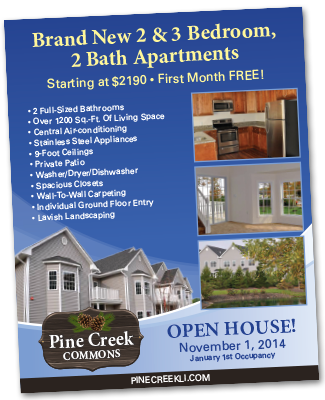 Brand New 2 & 3 Bedroom,
2 Bath Apartments
Starting at $2190 • First Month FREE!
• 2 Full-Sized Bathrooms
• Over 1200 Sq.-Ft. Of Living Space
• Central Air-conditioning
• Stainless Steel Appliances
• 9-Foot Ceilings
• Private Patio
• Washer/Dryer/Dishwasher
• Spacious Closets
• Wall-To-Wall Carpeting
• Individual Ground Floor Entry
• Lavish Landscaping
Pine Creek
COMMONS
OPEN HOUSE!
November 1, 2014
January 1st Occupancy
PINECREEKLI.COM